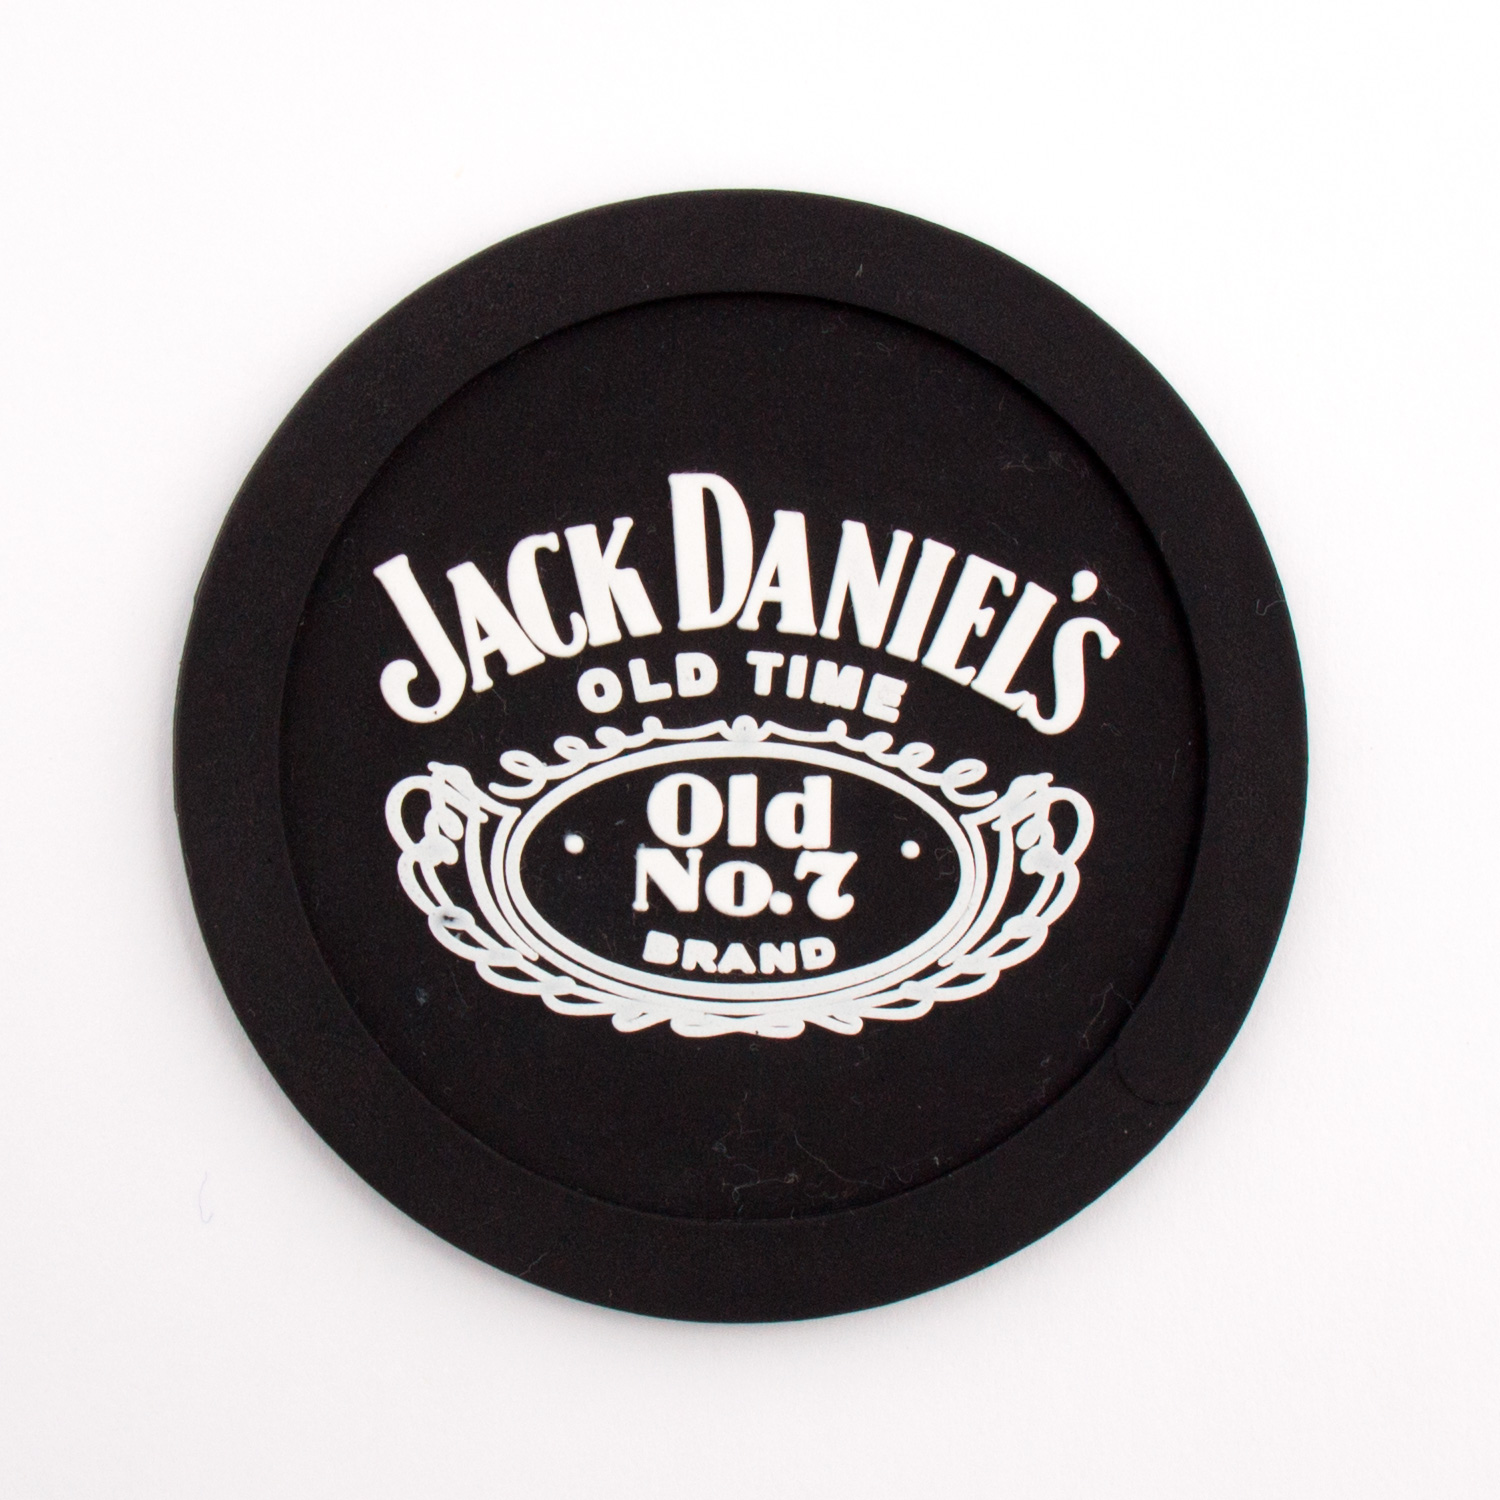 JACK DANIEL'S
OLD TIME
Old
No.7
BRAND